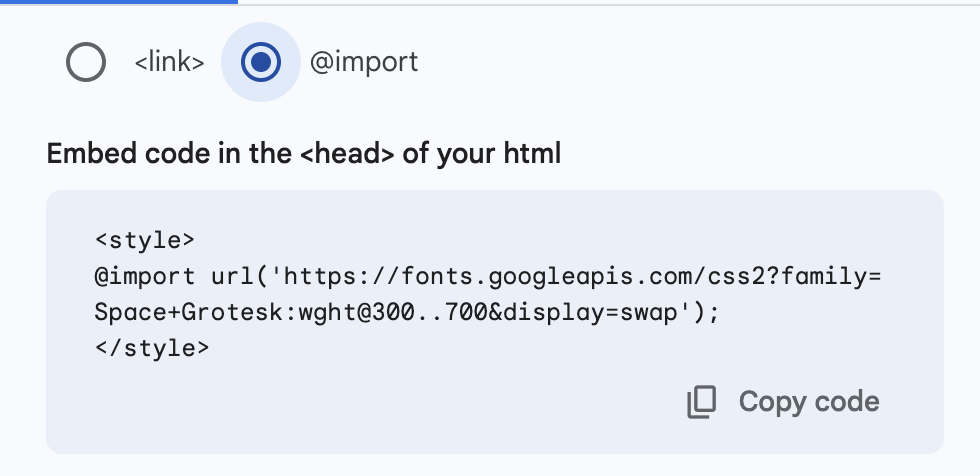 <link> @import
Embed code in the <head> of your html
<style>
@import url('https://fonts.googleapis.com/css2?family=
Space+Grotesk:wght@300..700&display=swap');
</style>
Copy code